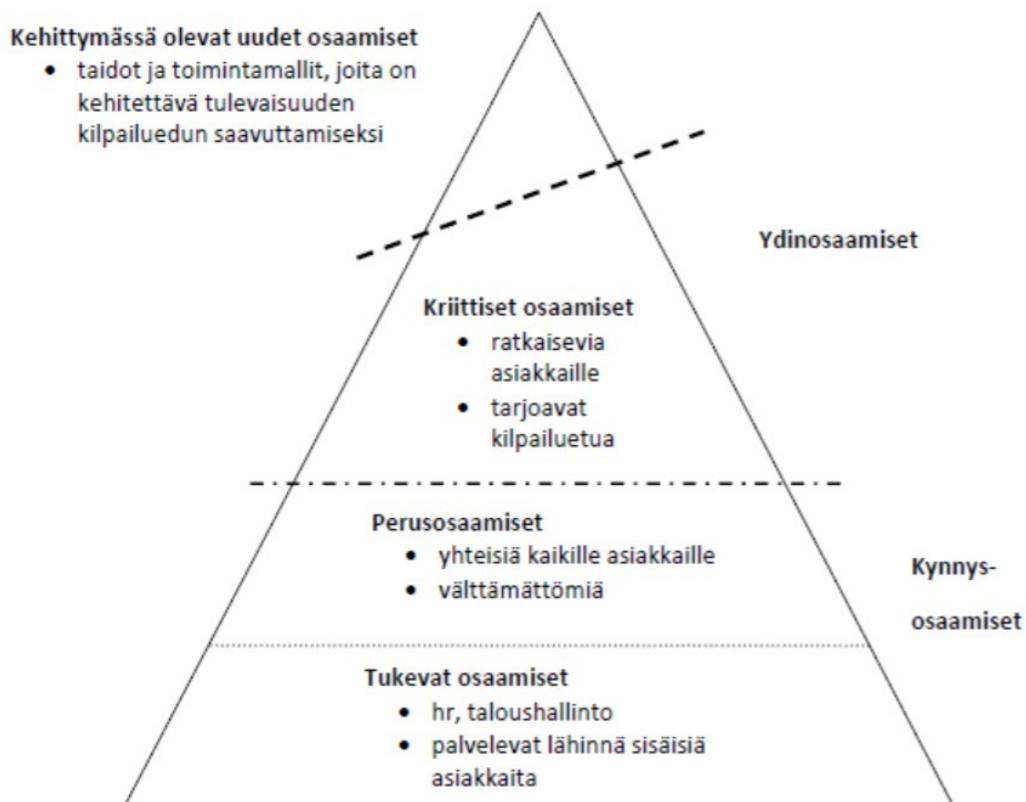 Kehittymässä olevat uudet osaamiset
• taidot ja toimintamallit, joita on
kehitettävä tulevaisuuden
kilpailuedun saavuttamiseksi
Ydinosaamiset
Kriittiset osaamiset
• ratkaisevia
asiakkaille
• tarjoavat
kilpailuetua
Perusosaamiset
• yhteisiä kaikille asiakkaille
• välttämättömiä
Kynnys-
osaamiset
Tukevat osaamiset
• hr, taloushallinto
• palvelevat lähinnä sisäisiä
asiakkaita